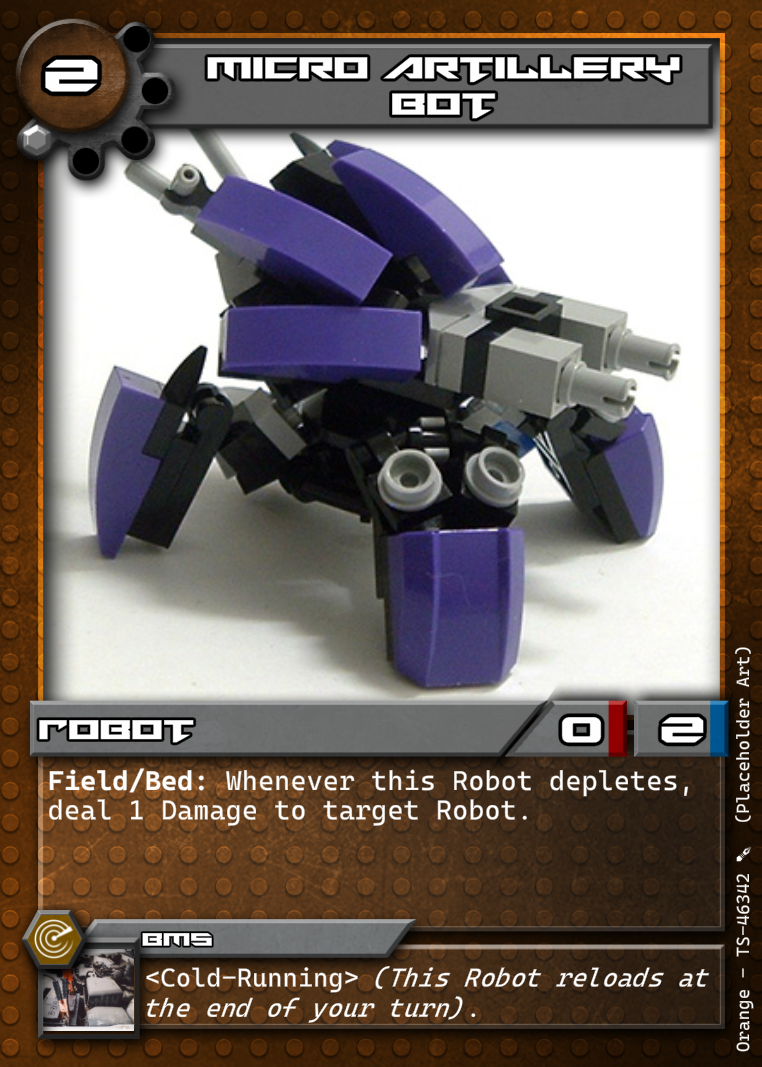 2
MICRO ARTILLERY
BOT
ROBOT
0 2
Field/Bed: Whenever this Robot depletes,
deal 1 Damage to target Robot.
BMS
<Cold-Running> (This Robot reloads at
the end of your turn).
Orange - TS-46342 (Placeholder Art)